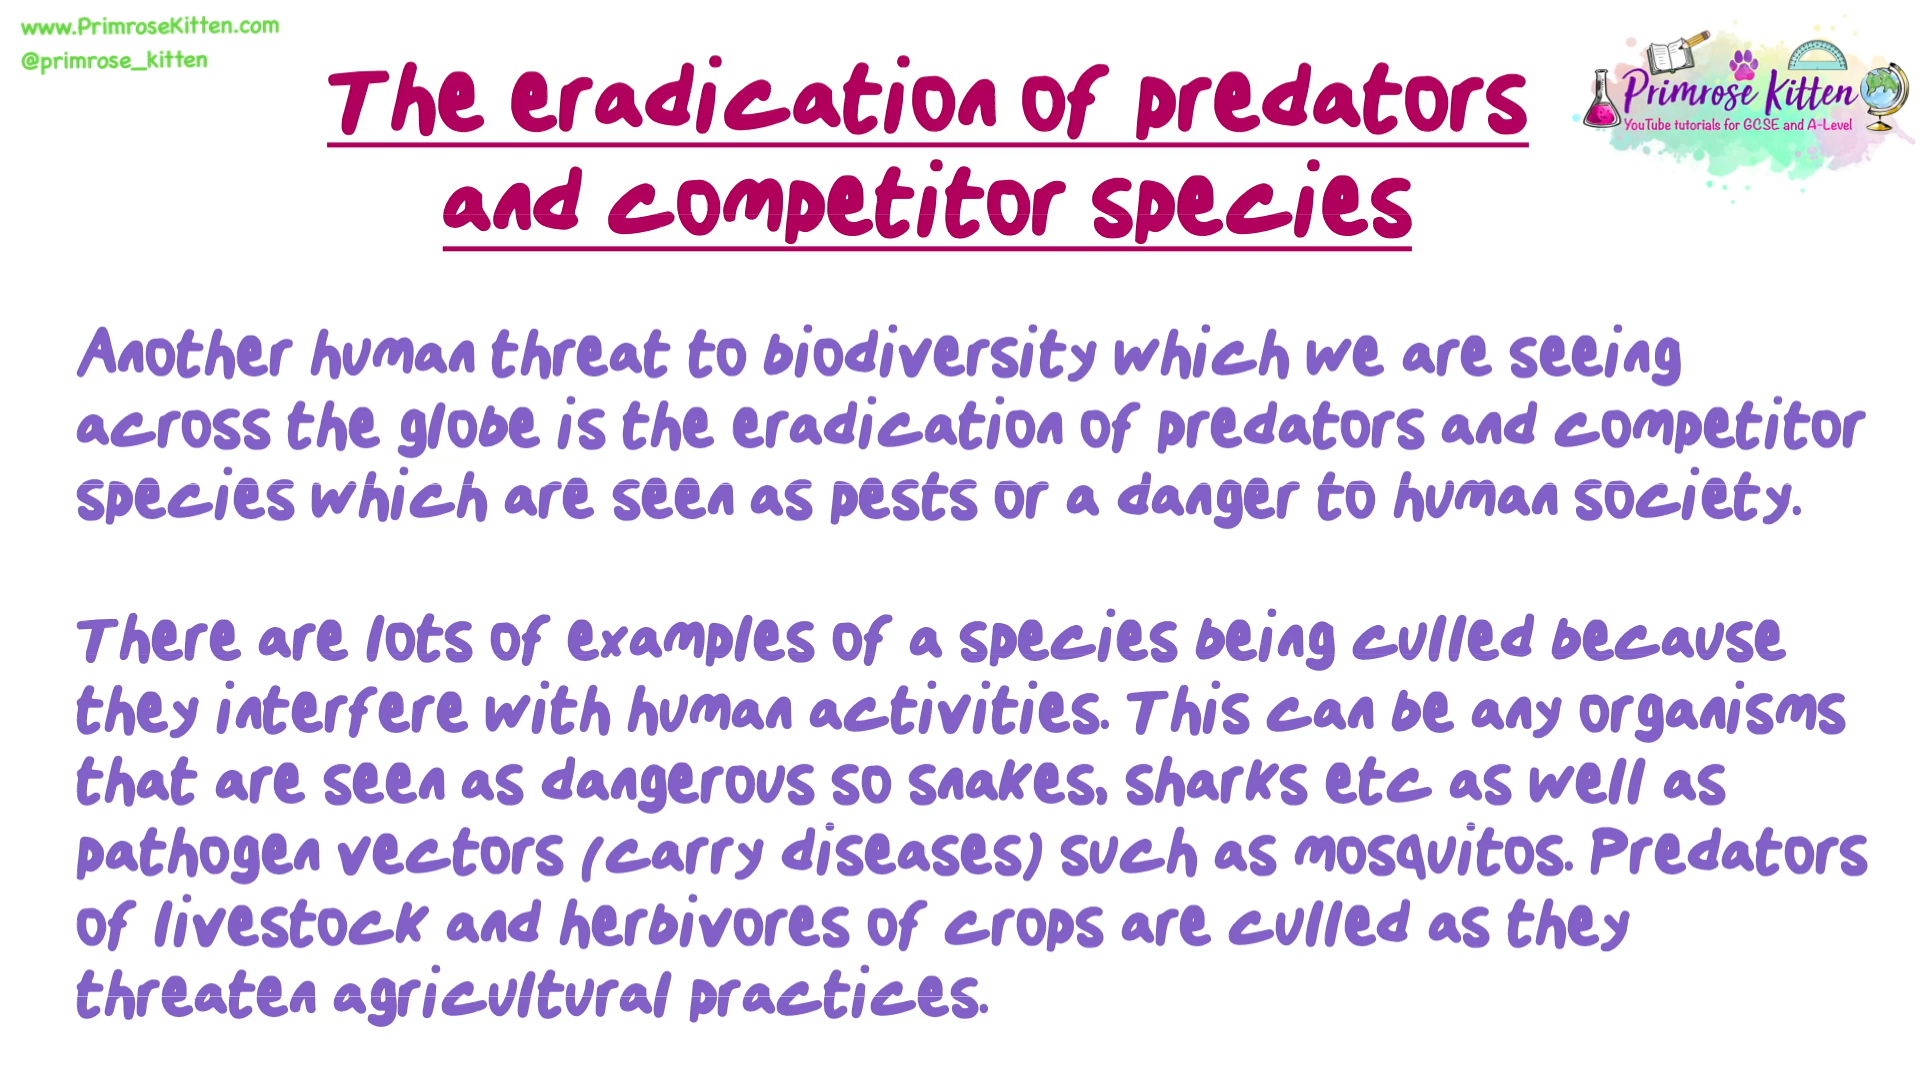 www.PrimroseKitten.com
@primrose_kitten
The eradication of predators
and competitor species
Primrose Kitten
YouTube tutorials for GCSE and A-Level
Another human threat to biodiversity which we are seeing
across the globe is the eradication of predators and competitor
species which are seen as pests or a danger to human society.
There are lots of examples of a species being culled because
they interfere with human activities. This can be any organisms
that are seen as dangerous so snakes, sharks etc as well as
pathogen vectors (carry diseases) such as mosquitos. Predators
of livestock and herbivores of crops are culled as they
threaten agricultural practices.